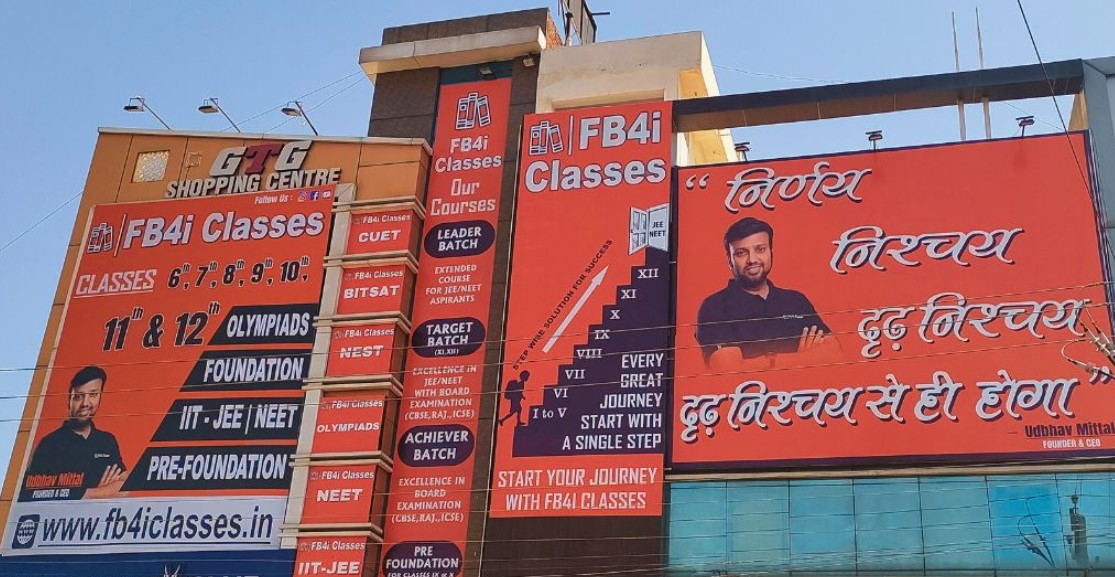 GTG
SHOPPING CENTRE
Follow Us :
FB4i Classes
CLASSES 6th, 7th, 8th, 9th, 10th,
11th & 12th
OLYMPIADS
FOUNDATION
IIT - JEE | NEET
PRE-FOUNDATION
Udbhav Mittal
FOUNDER & CEO
www.fb4iclasses.in
FB4i Classes
CUET
FB4i Classes
BITSAT
FB4i Classes
NEST
FB4i Classes
OLYMPIADS
FB4i Classes
NEET
FB4i Classes
IIT-JEE
FB4i
Classes
Our
Courses
LEADER
BATCH
EXTENDED
COURSE
FOR JEE/NEET
ASPIRANTS
TARGET
BATCH
(XI,XII)
EXCELLENCE IN
JEE/NEET
WITH BOARD
EXAMINATION
(CBSE,RAJ.,ICSE)
ACHIEVER
BATCH
EXCELLENCE IN
BOARD
EXAMINATION
(CBSE,RAJ.,ICSE)
PRE
FOUNDATION
FOR CLASSES IX & X
FB4i
Classes
JEE
NEET
STEP WIRE SOLUTION FOR SUCCESS
XII
XI
X
IX
VIII
VII
VI
I to V
EVERY
GREAT
JOURNEY
START WITH
A SINGLE STEP
START YOUR JOURNEY
WITH FB4I CLASSES
“ निर्णय
निश्चय
दृढ़ निश्चय
दृढ़ निश्चय से ही होगा ”
- Udbhav Mittal
FOUNDER & CEO